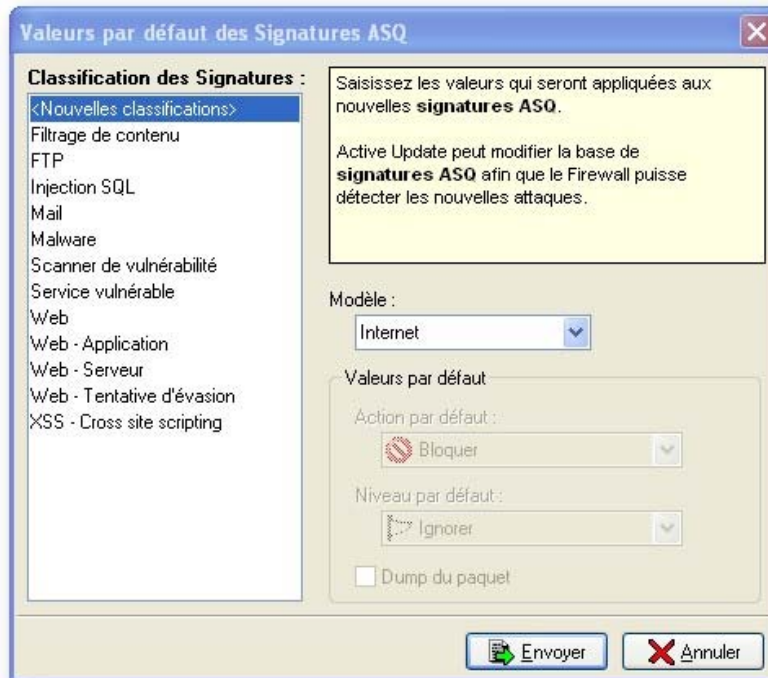 Valeurs par défaut des Signatures ASQ
Classification des Signatures :
<Nouvelles classifications>
Filtrage de contenu
FTP
Injection SQL
Mail
Malware
Scanner de vulnérabilité
Service vulnérable
Web
Web - Application
Web - Serveur
Web - Tentative d'évasion
XSS - Cross site scripting
Saisissez les valeurs qui seront appliquées aux
nouvelles signatures ASQ.
Active Update peut modifier la base de
signatures ASQ afin que le Firewall puisse
détecter les nouvelles attaques.
Modèle :
Internet
Valeurs par défaut
Action par défaut :
Bloquer
Niveau par défaut :
Ignorer
Dump du paquet
Envoyer
Annuler